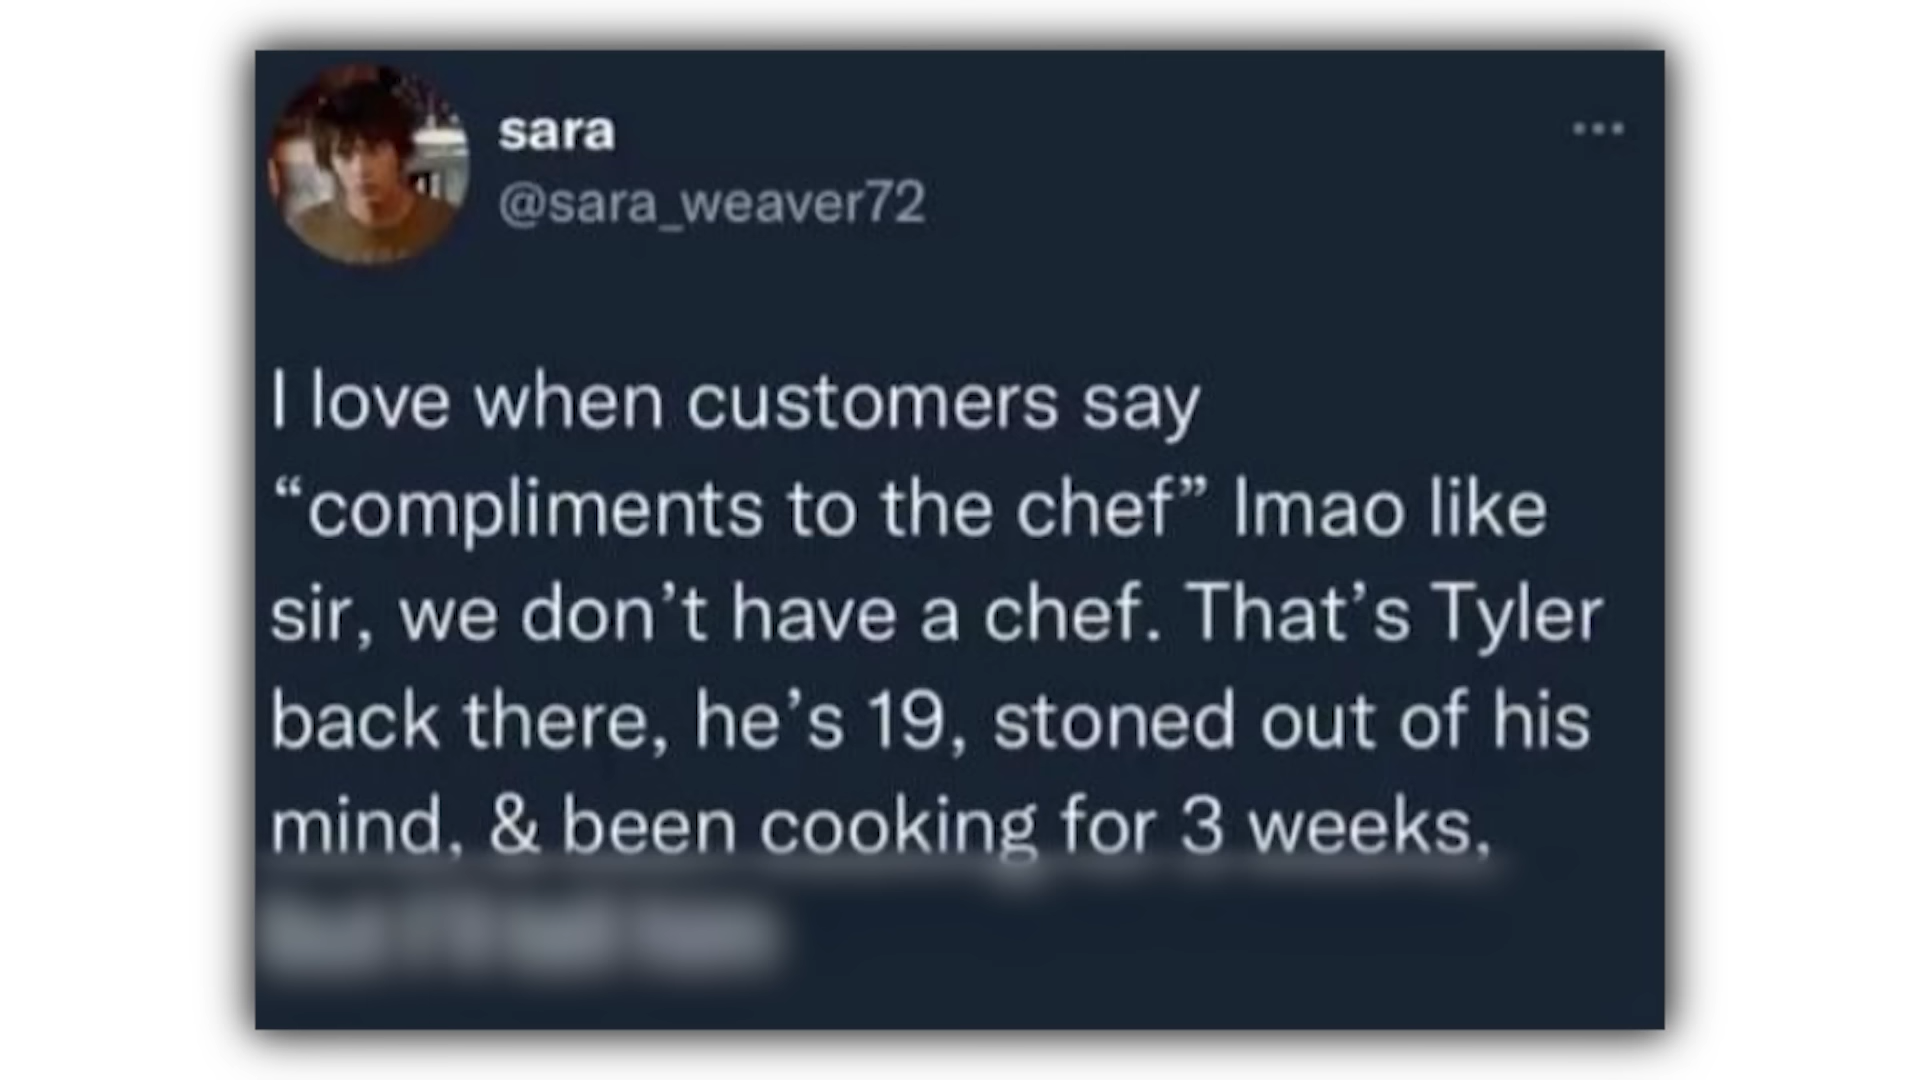 sara
@sara_weaver72
I love when customers say
“compliments to the chef” lmao like
sir, we don’t have a chef. That’s Tyler
back there, he’s 19, stoned out of his
mind, & been cooking for 3 weeks,